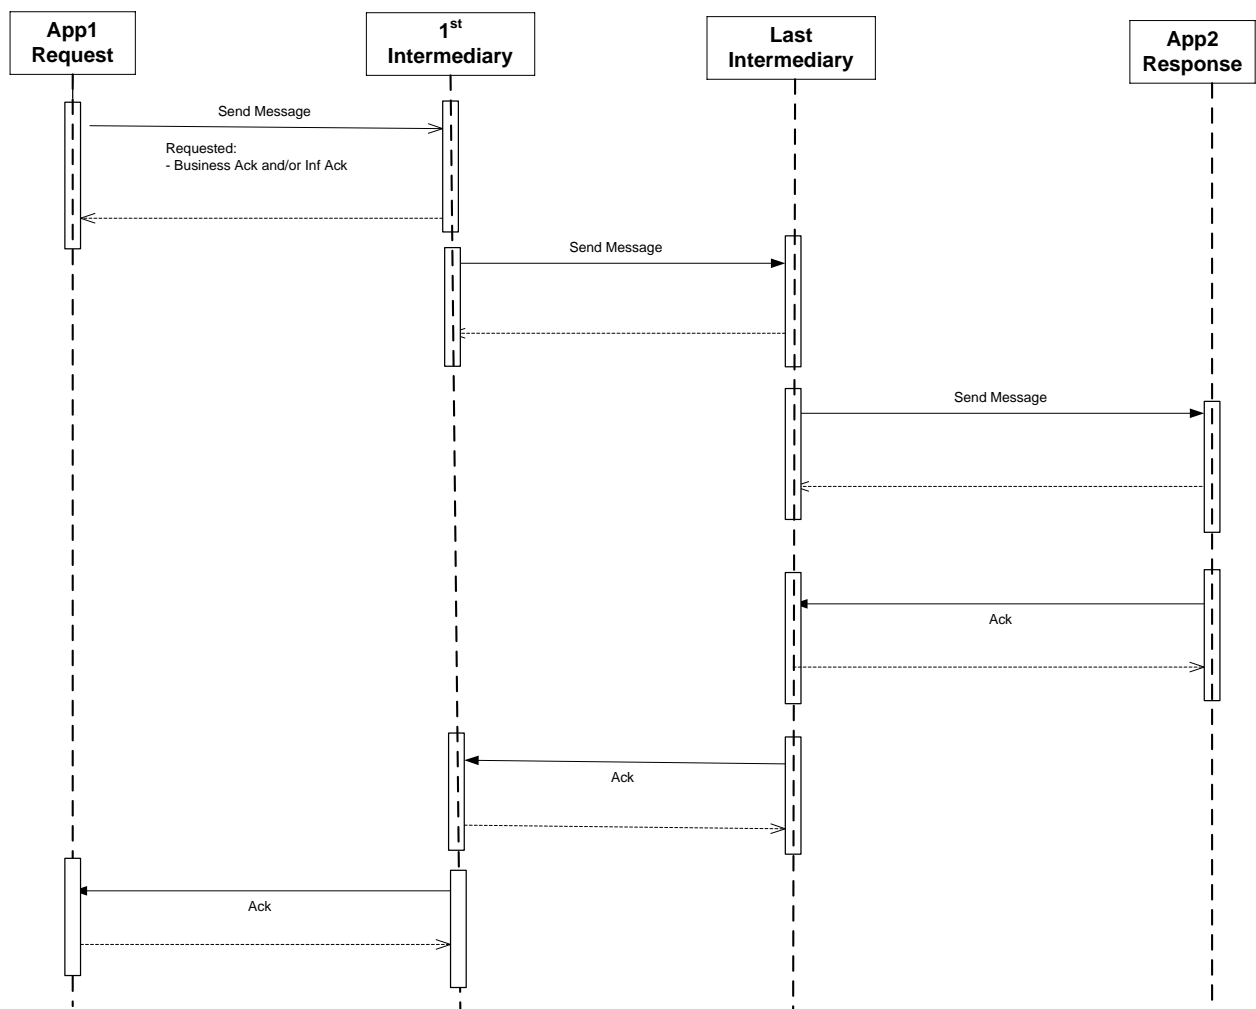 App1
Request
1st
Intermediary
Last
Intermediary
App2
Response
Send Message
Requested:
- Business Ack and/or Inf Ack
Send Message
Send Message
Ack
Ack
Ack